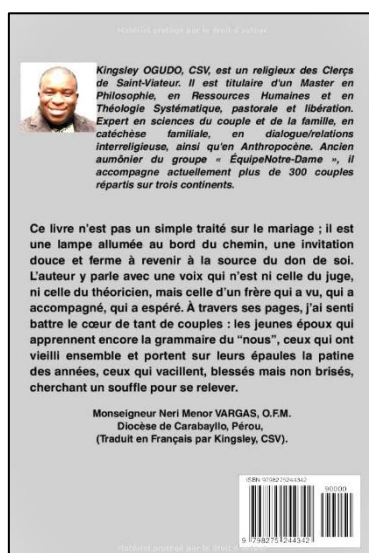 Matériel protégé par le droit d'auteur
Kingsley OGUDO, CSV, est un religieux des Clerçs
de Saint-Viateur. Il est titulaire d'un Master en
Philosophie, en Ressources Humaines et en
Théologie Systématique, pastorale et libération.
Expert en sciences du couple et de la famille, en
catéchèse familiale, en dialogue/relations
interreligieuse, ainsi qu'en Anthropocène. Ancien
aumônier du groupe « ÉquipeNotre-Dame », il
accompagne actuellement plus de 300 couples
répartis sur trois continents.
Ce livre n'est pas un simple traité sur le mariage ; il est
une lampe allumée au bord du chemin, une invitation
douce et ferme à revenir à la source du don de soi.
L'auteur y parle avec une voix qui n'est ni celle du juge,
ni celle du théoricien, mais celle d'un frère qui a vu, qui a
accompagné, qui a espéré. À travers ses pages, j'ai senti
battre le cœur de tant de couples : les jeunes époux qui
apprennent encore la grammaire du “nous”, ceux qui ont
vieilli ensemble et portent sur leurs épaules la patine
des années, ceux qui vacillent, blessés mais non brisés,
cherchant un souffle pour se relever.
Monseigneur Neri Menor VARGAS, O.F.M.
Diocèse de Carabayllo, Pérou,
(Traduit en Français par Kingsley, CSV).
ISBN 9798275244342
90000
9 798275 244342
Matériel protégé par le droit d'auteur